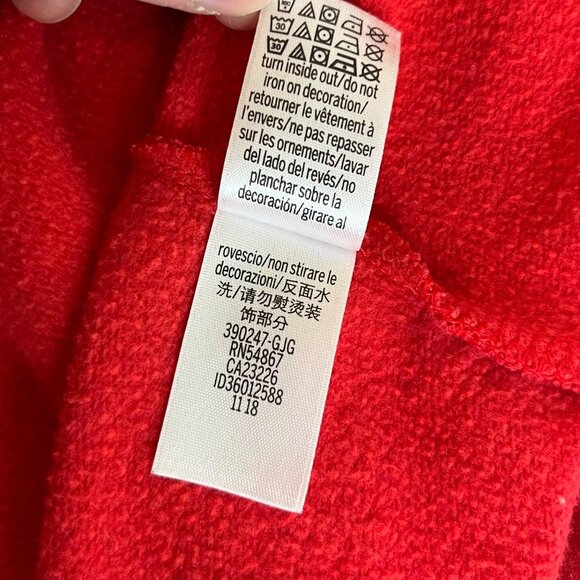 turn inside out/do not
iron on decoration/
retourner le vêtement à
l'envers/ne pas repasser
sur les ornements/lavar
del lado del revés/no
planchar sobre la
decoración/girare al
rovescio/non stirare le
decorazioni/反面水
洗/请勿熨烫装
饰部分
390247-GJG
RN54867
CA23226
ID36012588
11 18